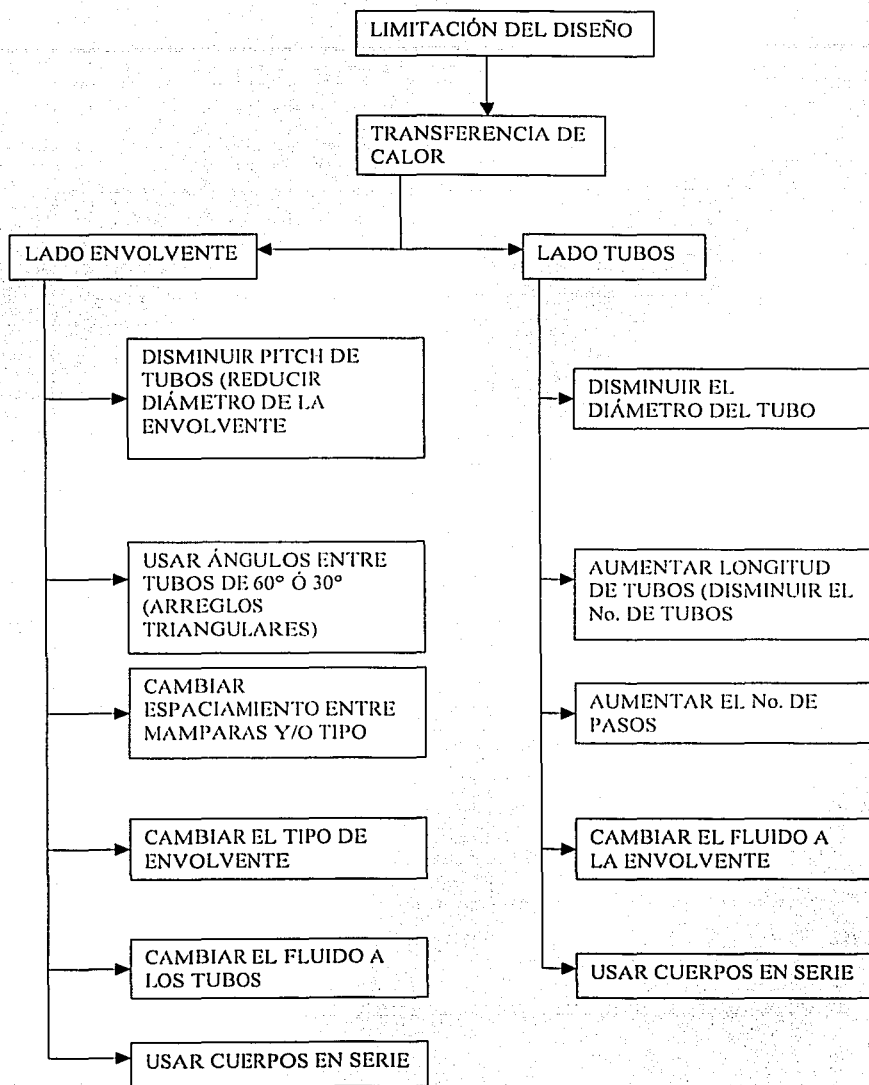 LIMITACIÓN DEL DISEÑO
TRANSFERENCIA DE
CALOR
LADO ENVOLVENTE
LADO TUBOS
DISMINUIR PITCH DE
TUBOS (REDUCIR
DIÁMETRO DE LA
ENVOLVENTE
USAR ÁNGULOS ENTRE
TUBOS DE 60° Ó 30°
(ARREGLOS
TRIANGULARES)
CAMBIAR
ESPACIAMIENTO ENTRE
MAMPARAS Y/O TIPO
CAMBIAR EL TIPO DE
ENVOLVENTE
CAMBIAR EL FLUIDO A
LOS TUBOS
USAR CUERPOS EN SERIE
DISMINUIR EL
DIÁMETRO DEL TUBO
AUMENTAR LONGITUD
DE TUBOS (DISMINUIR EL
No. DE TUBOS
AUMENTAR EL No. DE
PASOS
CAMBIAR EL FLUIDO A
LA ENVOLVENTE
USAR CUERPOS EN SERIE